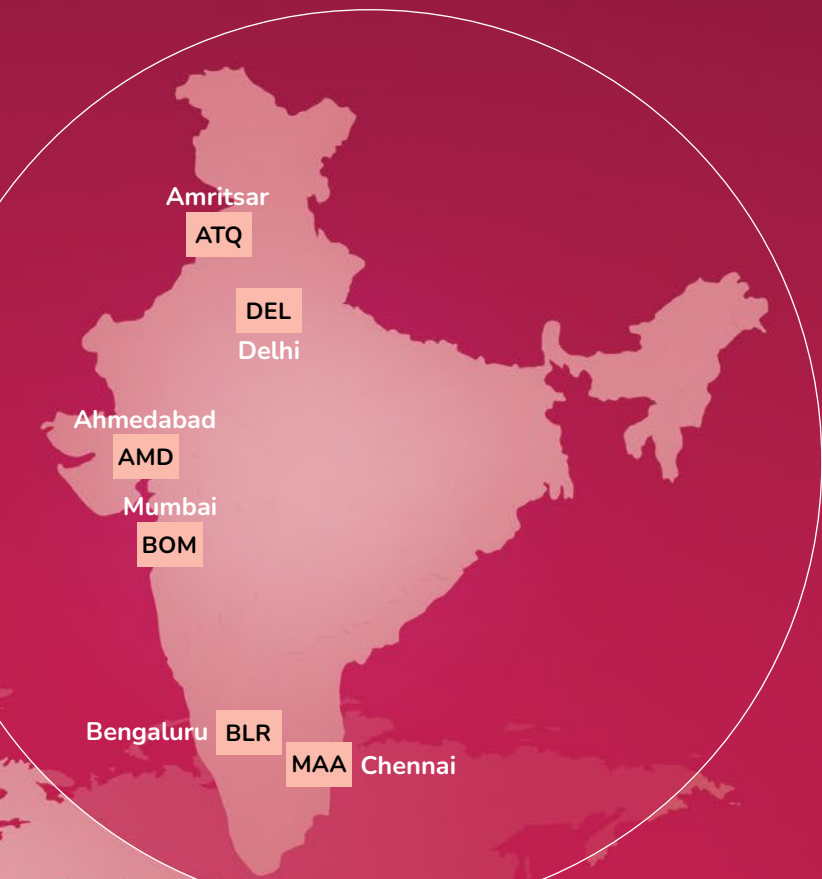 Amritsar
ATQ
DEL
Delhi
Ahmedabad
AMD
Mumbai
BOM
Bengaluru BLR
MAA Chennai